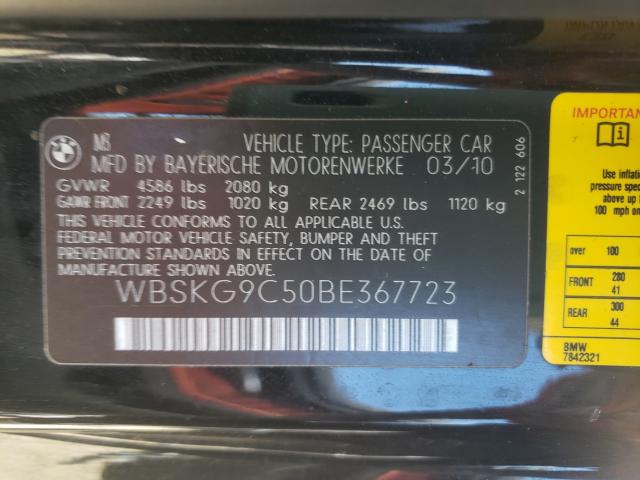 BMW
M3 VEHICLE TYPE: PASSENGER CAR
MFD BY BAYERISCHE MOTORENWERKE 03/10
GVWR 4586 lbs 2080 kg
GAWR FRONT 2249 lbs 1020 kg REAR 2469 lbs 1120 kg
THIS VEHICLE CONFORMS TO ALL APPLICABLE U.S.
FEDERAL MOTOR VEHICLE SAFETY, BUMPER AND THEFT
PREVENTION STANDARDS IN EFFECT ON THE DATE OF
MANUFACTURE SHOWN ABOVE.
WBSKG9C50BE367723
2 122 606
IMPORTAN
Use inflatio
pressure spec
above up
100 mph on
over 100
FRONT 280
41
REAR 300
44
BMW
7842321